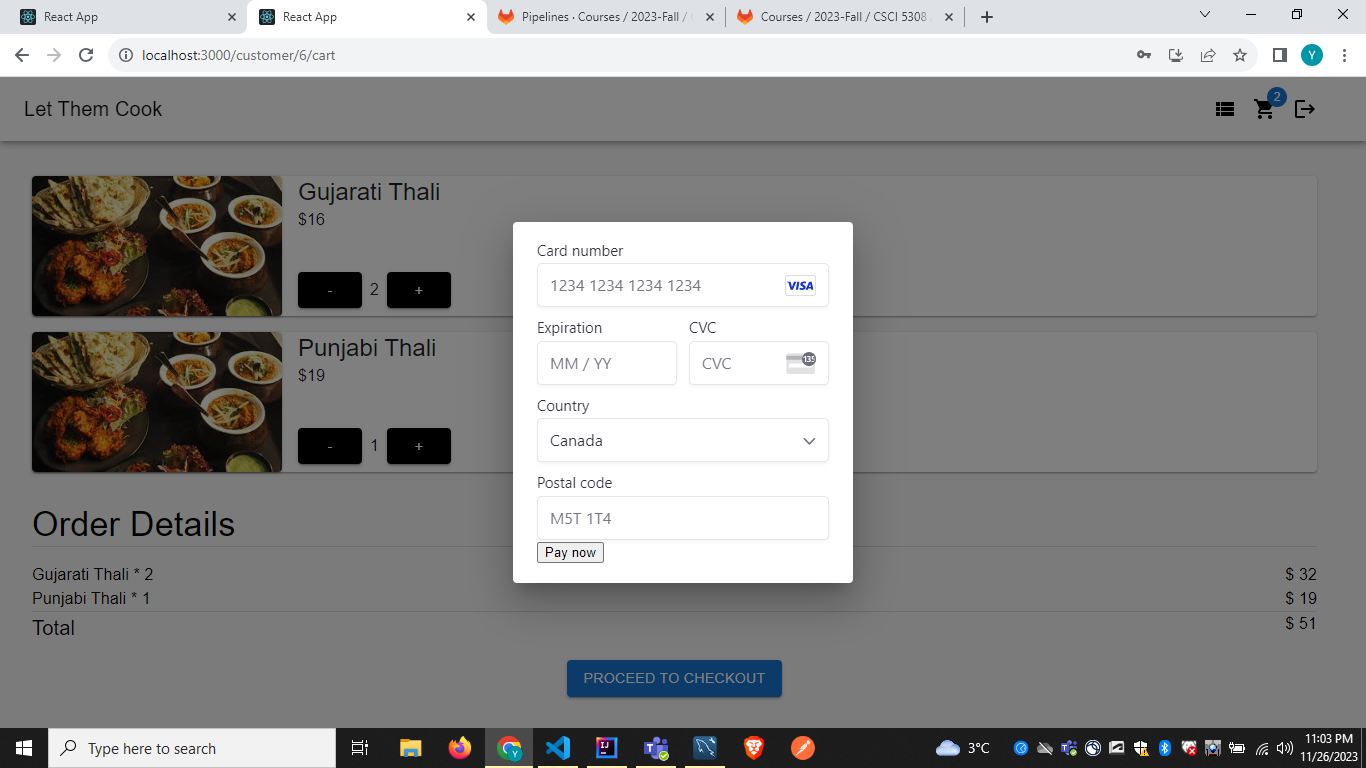 React App
React App
Pipelines · Courses / 2023-Fall /
Courses / 2023-Fall / CSCI 5308
localhost:3000/customer/6/cart
Y
Let Them Cook
2
Gujarati Thali
$16
- 2 +
Punjabi Thali
$19
- 1 +
Card number
1234 1234 1234 1234
VISA
Expiration
CVC
MM / YY
CVC
135
Country
Canada
Postal code
M5T 1T4
Pay now
Order Details
Gujarati Thali * 2
$ 32
Punjabi Thali * 1
$ 19
Total
$ 51
PROCEED TO CHECKOUT
Type here to search
3°C
11:03 PM
11/26/2023